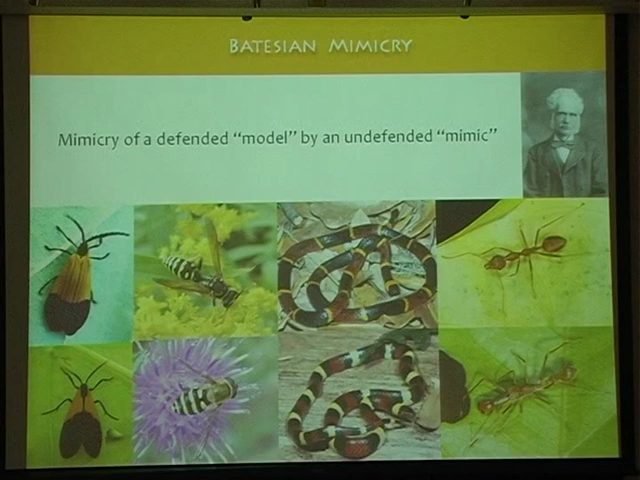 BATESIAN MIMICRY
Mimicry of a defended “model” by an undefended “mimic”